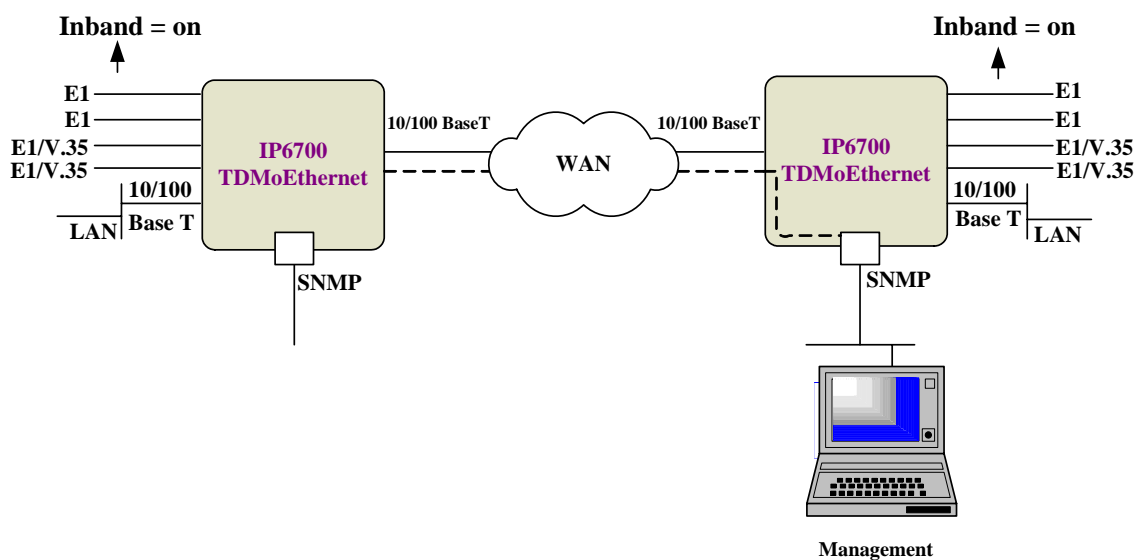 Inband = on
E1
E1
E1/V.35
E1/V.35
10/100
LAN
Base T
IP6700
TDMoEthernet
SNMP
10/100 BaseT
WAN
10/100 BaseT
Inband = on
IP6700
TDMoEthernet
E1
E1
E1/V.35
E1/V.35
10/100
Base T
LAN
SNMP
Management